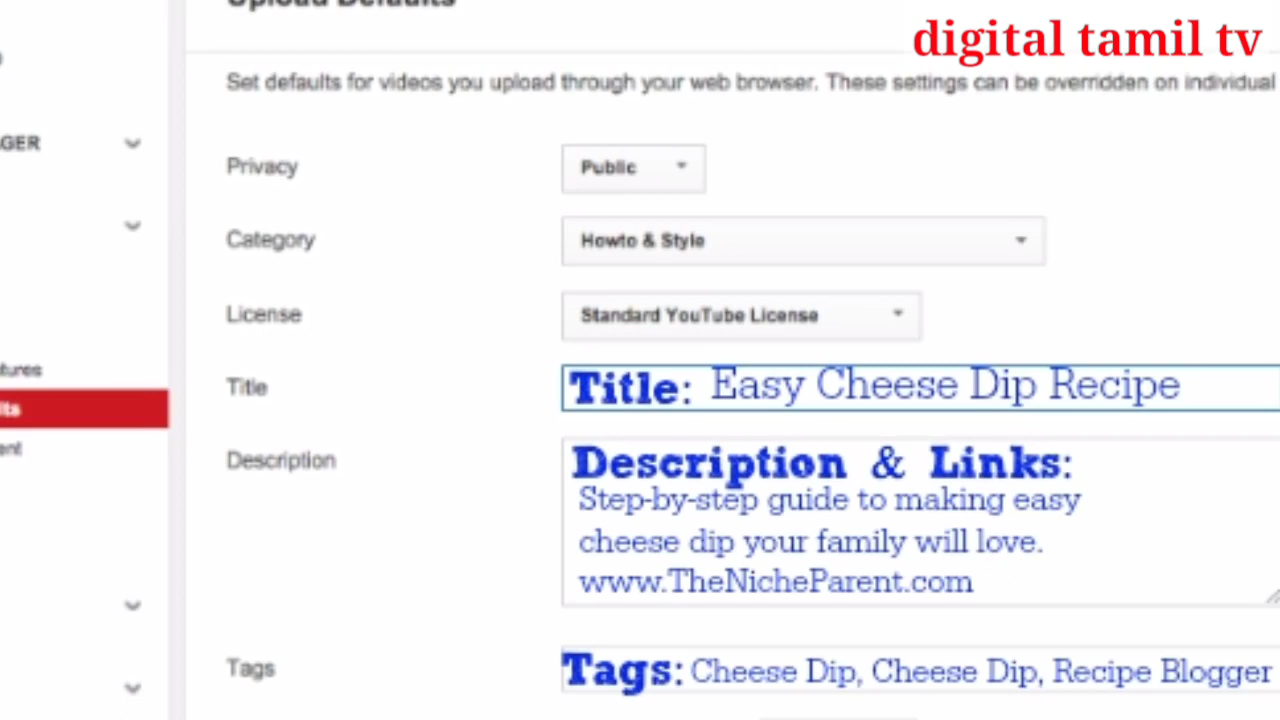 Upload Defaults
digital tamil tv
Set defaults for videos you upload through your web browser. These settings can be overridden on individual
GER
Privacy
Public
Category
Howto & Style
License
Standard YouTube License
tures
Title
Title: Easy Cheese Dip Recipe
lts
ent
Description
Description & Links:
Step-by-step guide to making easy
cheese dip your family will love.
www.TheNicheParent.com
Tags
Tags: Cheese Dip, Cheese Dip, Recipe Blogger